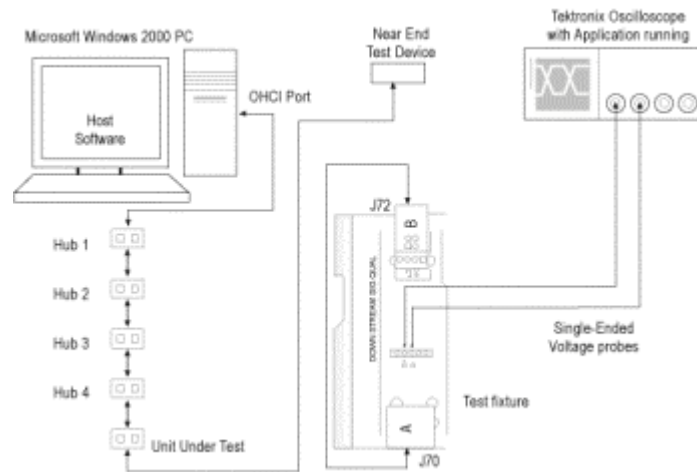 Tektronix Oscilloscope
with Application running
Microsoft Windows 2000 PC
Near End
Test Device
OHCI Port
Host
Software
J72
B
Hub 1
Hub 2
Hub 3
Hub 4
Unit Under Test
DOWN STREAM SIG QUAL
Single-Ended
Voltage probes
Test fixture
A
J70